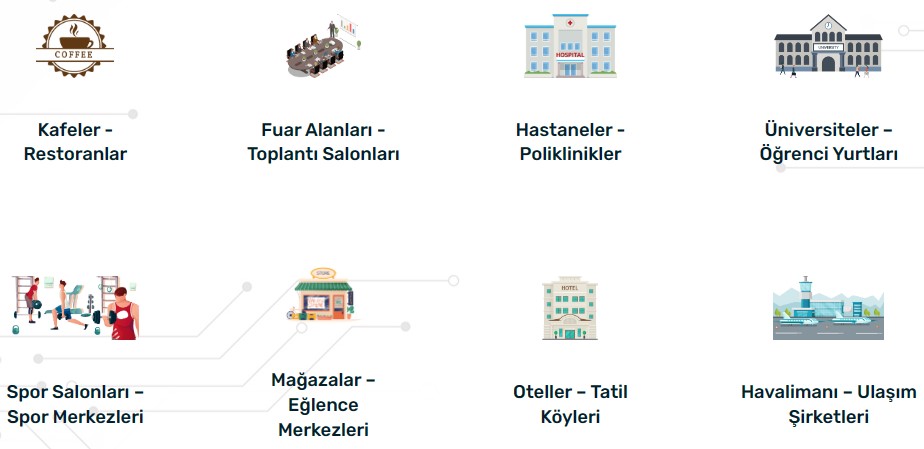 COFFEE
HOSPITAL
UNIVERSITY
Kafeler -
Restoranlar
Fuar Alanları -
Toplantı Salonları
Hastaneler -
Poliklinikler
Üniversiteler –
Öğrenci Yurtları
STORE
HOTEL
Spor Salonları –
Spor Merkezleri
Mağazalar –
Eğlence
Merkezleri
Oteller – Tatil
Köyleri
Havalimanı – Ulaşım
Şirketleri